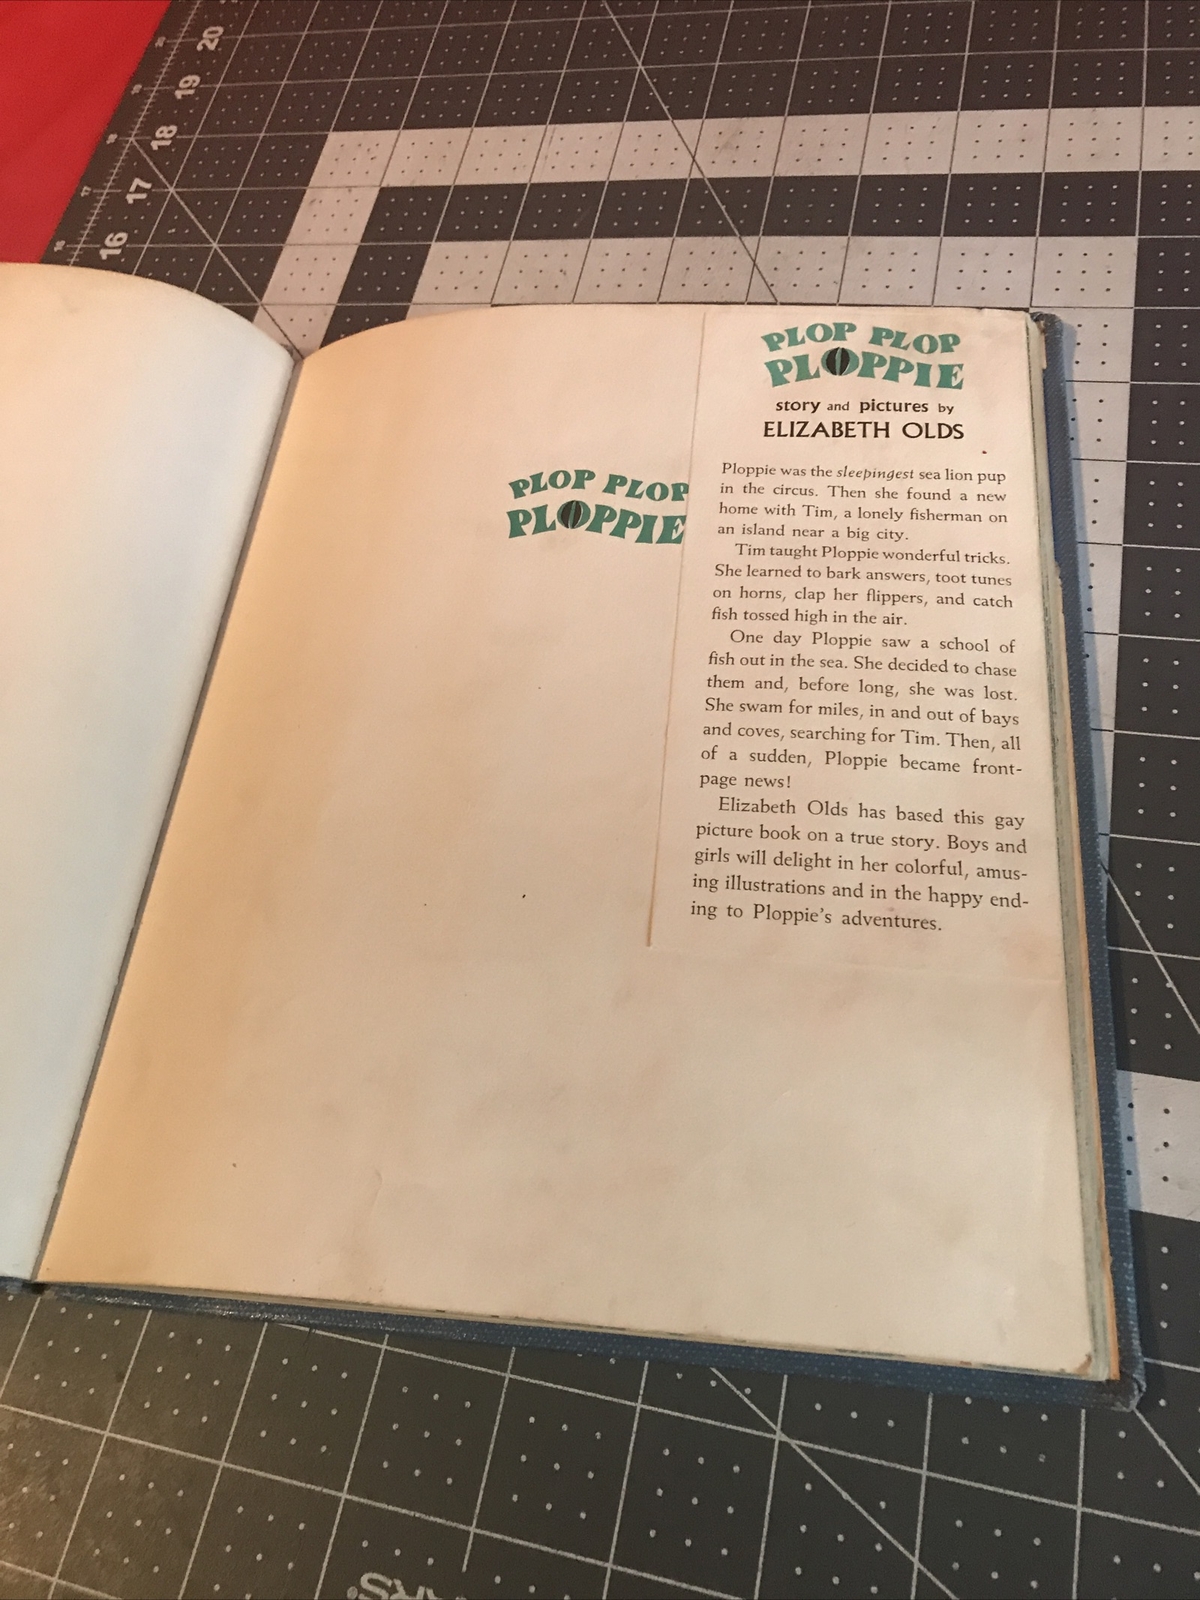 20
19
18
17
16
PLOP PLOP
PLOPPIE
PLOP PLOP
PLOPPIE
story and pictures by
ELIZABETH OLDS
Ploppie was the sleepingest sea lion pup
in the circus. Then she found a new
home with Tim, a lonely fisherman on
an island near a big city.
Tim taught Ploppie wonderful tricks.
She learned to bark answers, toot tunes
on horns, clap her flippers, and catch
fish tossed high in the air.
One day Ploppie saw a school of
fish out in the sea. She decided to chase
them and, before long, she was lost.
She swam for miles, in and out of bays
and coves, searching for Tim. Then, all
of a sudden, Ploppie became front-
page news!
Elizabeth Olds has based this gay
picture book on a true story. Boys and
girls will delight in her colorful, amus-
ing illustrations and in the happy end-
ing to Ploppie's adventures.